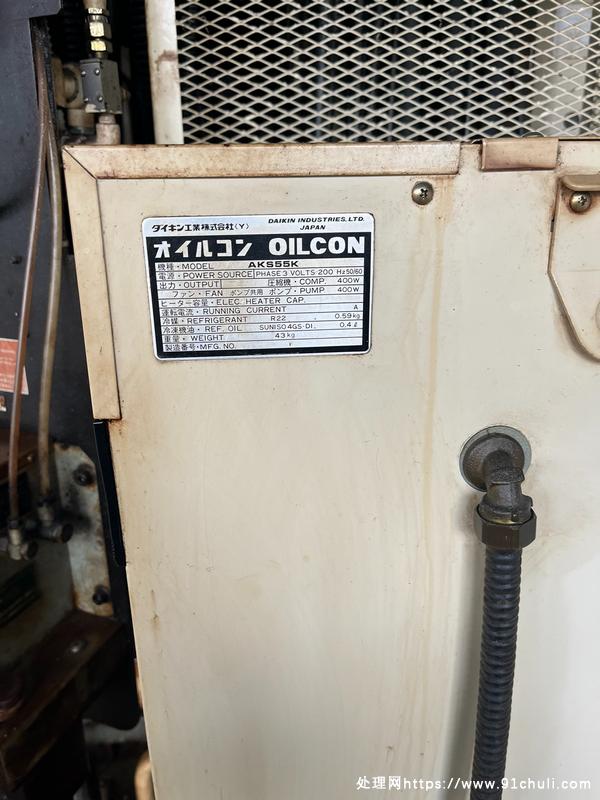 ダイキン工業株式会社(Y) DAIKIN INDUSTRIES, LTD. JAPAN
オイルコン OILCON
機種・MODEL AKS55K
電源・POWER SOURCE PHASE 3 VOLTS 200 Hz 50/60
出力・OUTPUT 圧縮機・COMP. 400W
ファン・FAN ポンプ共用 ポンプ・PUMP 400W
ヒーター容量・ELEC. HEATER CAP.
運転電流・RUNNING CURRENT A
冷媒・REFRIGERANT R22 0.59kg
冷凍機油・REF. OIL SUNISO 4GS-DI. 0.4ℓ
重量・WEIGHT 43kg
製造番号・MFG. NO.
处理网https://www.91chuli.com/